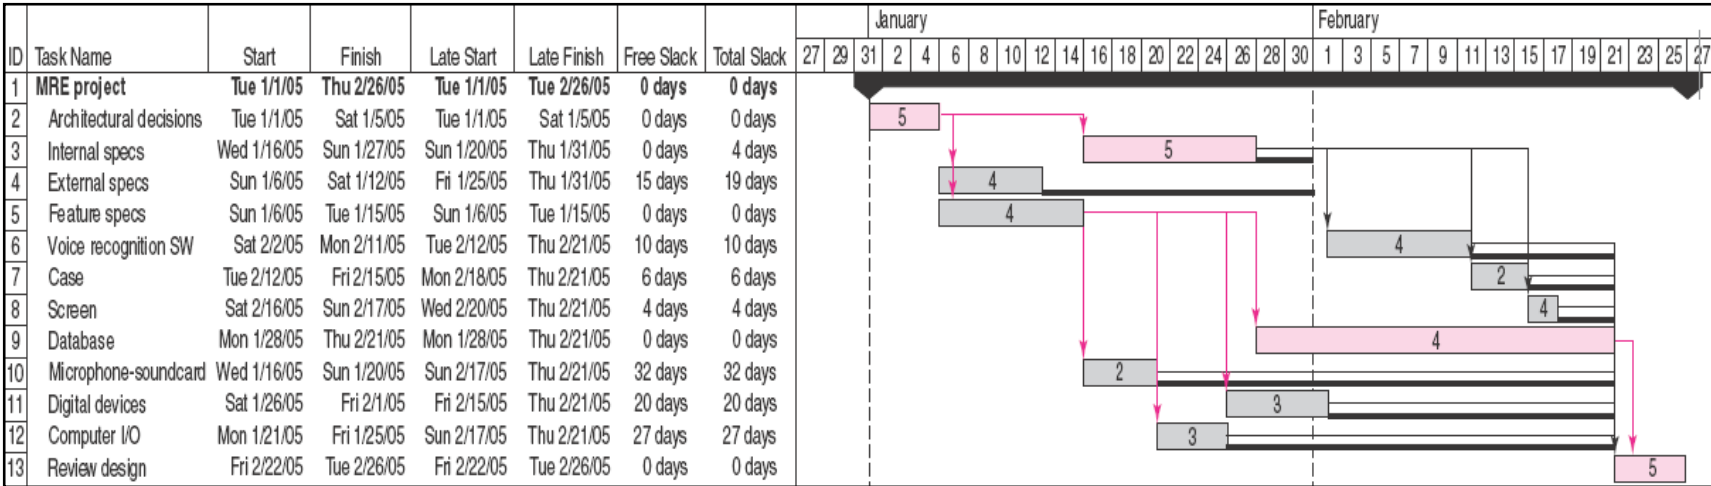 January February
ID Task Name Start Finish Late Start Late Finish Free Slack Total Slack 27 29 31 2 4 6 8 10 12 14 16 18 20 22 24 26 28 30 1 3 5 7 9 11 13 15 17 19 21 23 25 27
1 MRE project Tue 1/1/05 Thu 2/26/05 Tue 1/1/05 Tue 2/26/05 0 days 0 days
2 Architectural decisions Tue 1/1/05 Sat 1/5/05 Tue 1/1/05 Sat 1/5/05 0 days 0 days 5
3 Internal specs Wed 1/16/05 Sun 1/27/05 Sun 1/20/05 Thu 1/31/05 0 days 4 days 5
4 External specs Sun 1/6/05 Sat 1/12/05 Fri 1/25/05 Thu 1/31/05 15 days 19 days 4
5 Feature specs Sun 1/6/05 Tue 1/15/05 Sun 1/6/05 Tue 1/15/05 0 days 0 days 4
6 Voice recognition SW Sat 2/2/05 Mon 2/11/05 Tue 2/12/05 Thu 2/21/05 10 days 10 days 4
7 Case Tue 2/12/05 Fri 2/15/05 Mon 2/18/05 Thu 2/21/05 6 days 6 days 2
8 Screen Sat 2/16/05 Sun 2/17/05 Wed 2/20/05 Thu 2/21/05 4 days 4 days 4
9 Database Mon 1/28/05 Thu 2/21/05 Mon 1/28/05 Thu 2/21/05 0 days 0 days 4
10 Microphone-soundcard Wed 1/16/05 Sun 1/20/05 Sun 2/17/05 Thu 2/21/05 32 days 32 days 2
11 Digital devices Sat 1/26/05 Fri 2/1/05 Fri 2/15/05 Thu 2/21/05 20 days 20 days 3
12 Computer I/O Mon 1/21/05 Fri 1/25/05 Sun 2/17/05 Thu 2/21/05 27 days 27 days 3
13 Review design Fri 2/22/05 Tue 2/26/05 Fri 2/22/05 Tue 2/26/05 0 days 0 days 5